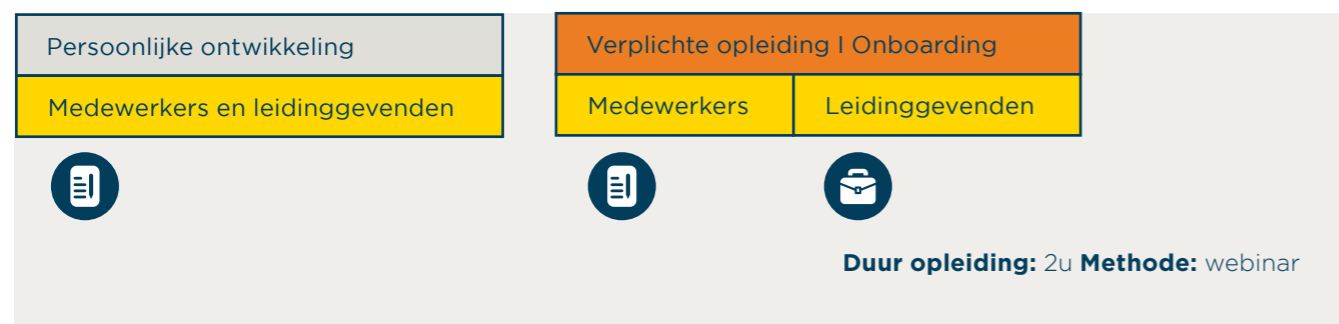 Persoonlijke ontwikkeling
Medewerkers en leidinggevenden
Verplichte opleiding I Onboarding
Medewerkers
Leidinggevenden
Duur opleiding: 2u Methode: webinar